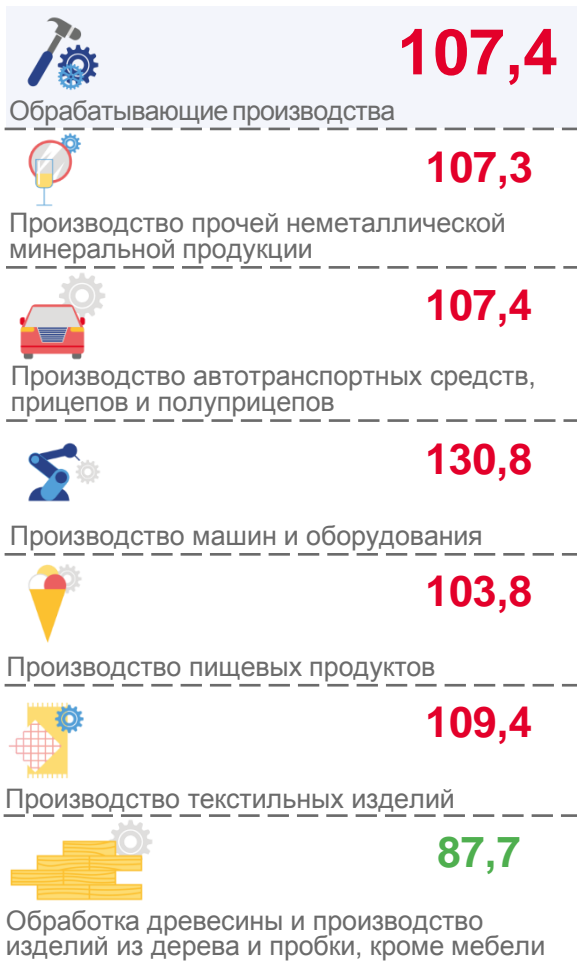 107,4
Обрабатывающие производства
107,3
Производство прочей неметаллической
минеральной продукции
107,4
Производство автотранспортных средств,
прицепов и полуприцепов
130,8
Производство машин и оборудования
103,8
Производство пищевых продуктов
109,4
Производство текстильных изделий
87,7
Обработка древесины и производство
изделий из дерева и пробки, кроме мебели